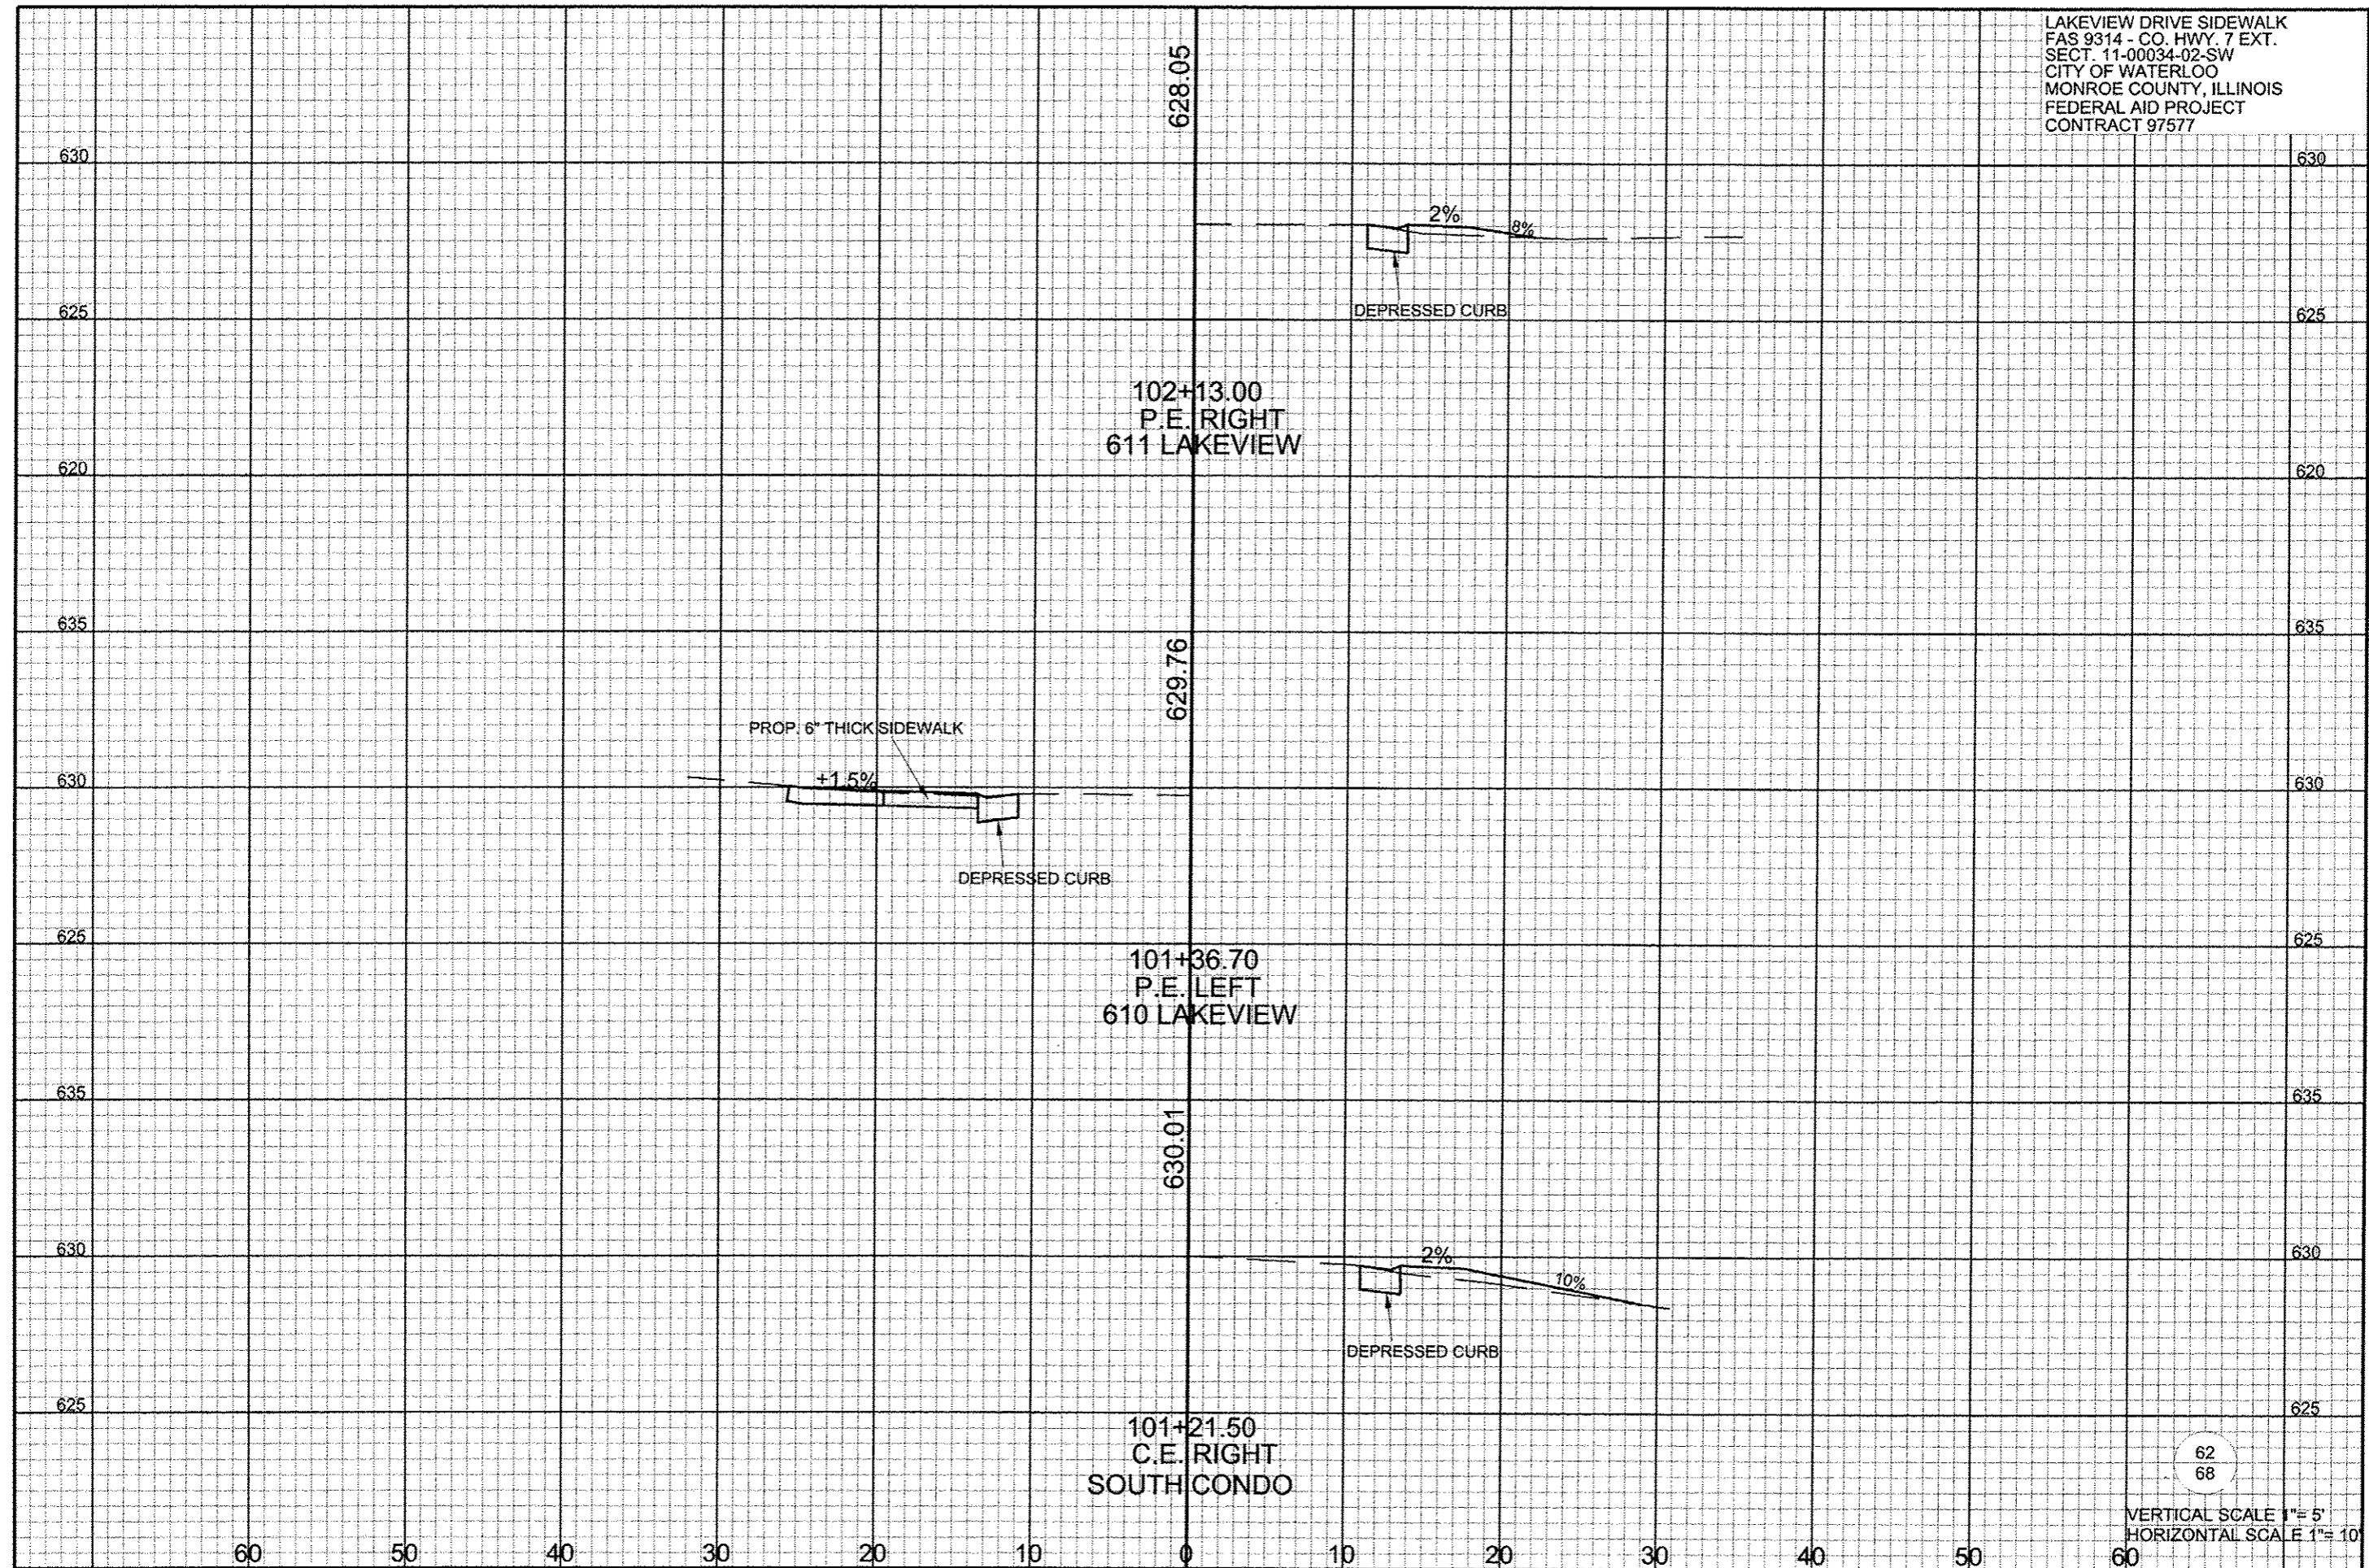 LAKEVIEW DRIVE SIDEWALK
FAS 9314 - CO. HWY. 7 EXT.
SECT. 11-00034-02-SW
CITY OF WATERLOO
MONROE COUNTY, ILLINOIS
FEDERAL AID PROJECT
CONTRACT 97577
628.05
630 630
2% 8%
DEPRESSED CURB
625 625
102+13.00
P.E. RIGHT
611 LAKEVIEW
620 620
635 635
629.76
PROP. 6" THICK SIDEWALK
630 +1.5% 630
DEPRESSED CURB
625 625
101+36.70
P.E. LEFT
610 LAKEVIEW
635 635
630.01
630 2% 630
10%
DEPRESSED CURB
625 625
101+21.50
C.E. RIGHT
SOUTH CONDO
62
68
VERTICAL SCALE 1"= 5'
HORIZONTAL SCALE 1"= 10'
60 50 40 30 20 10 0 10 20 30 40 50 60